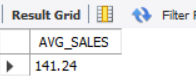 Result Grid Filter
AVG_SALES
141.24